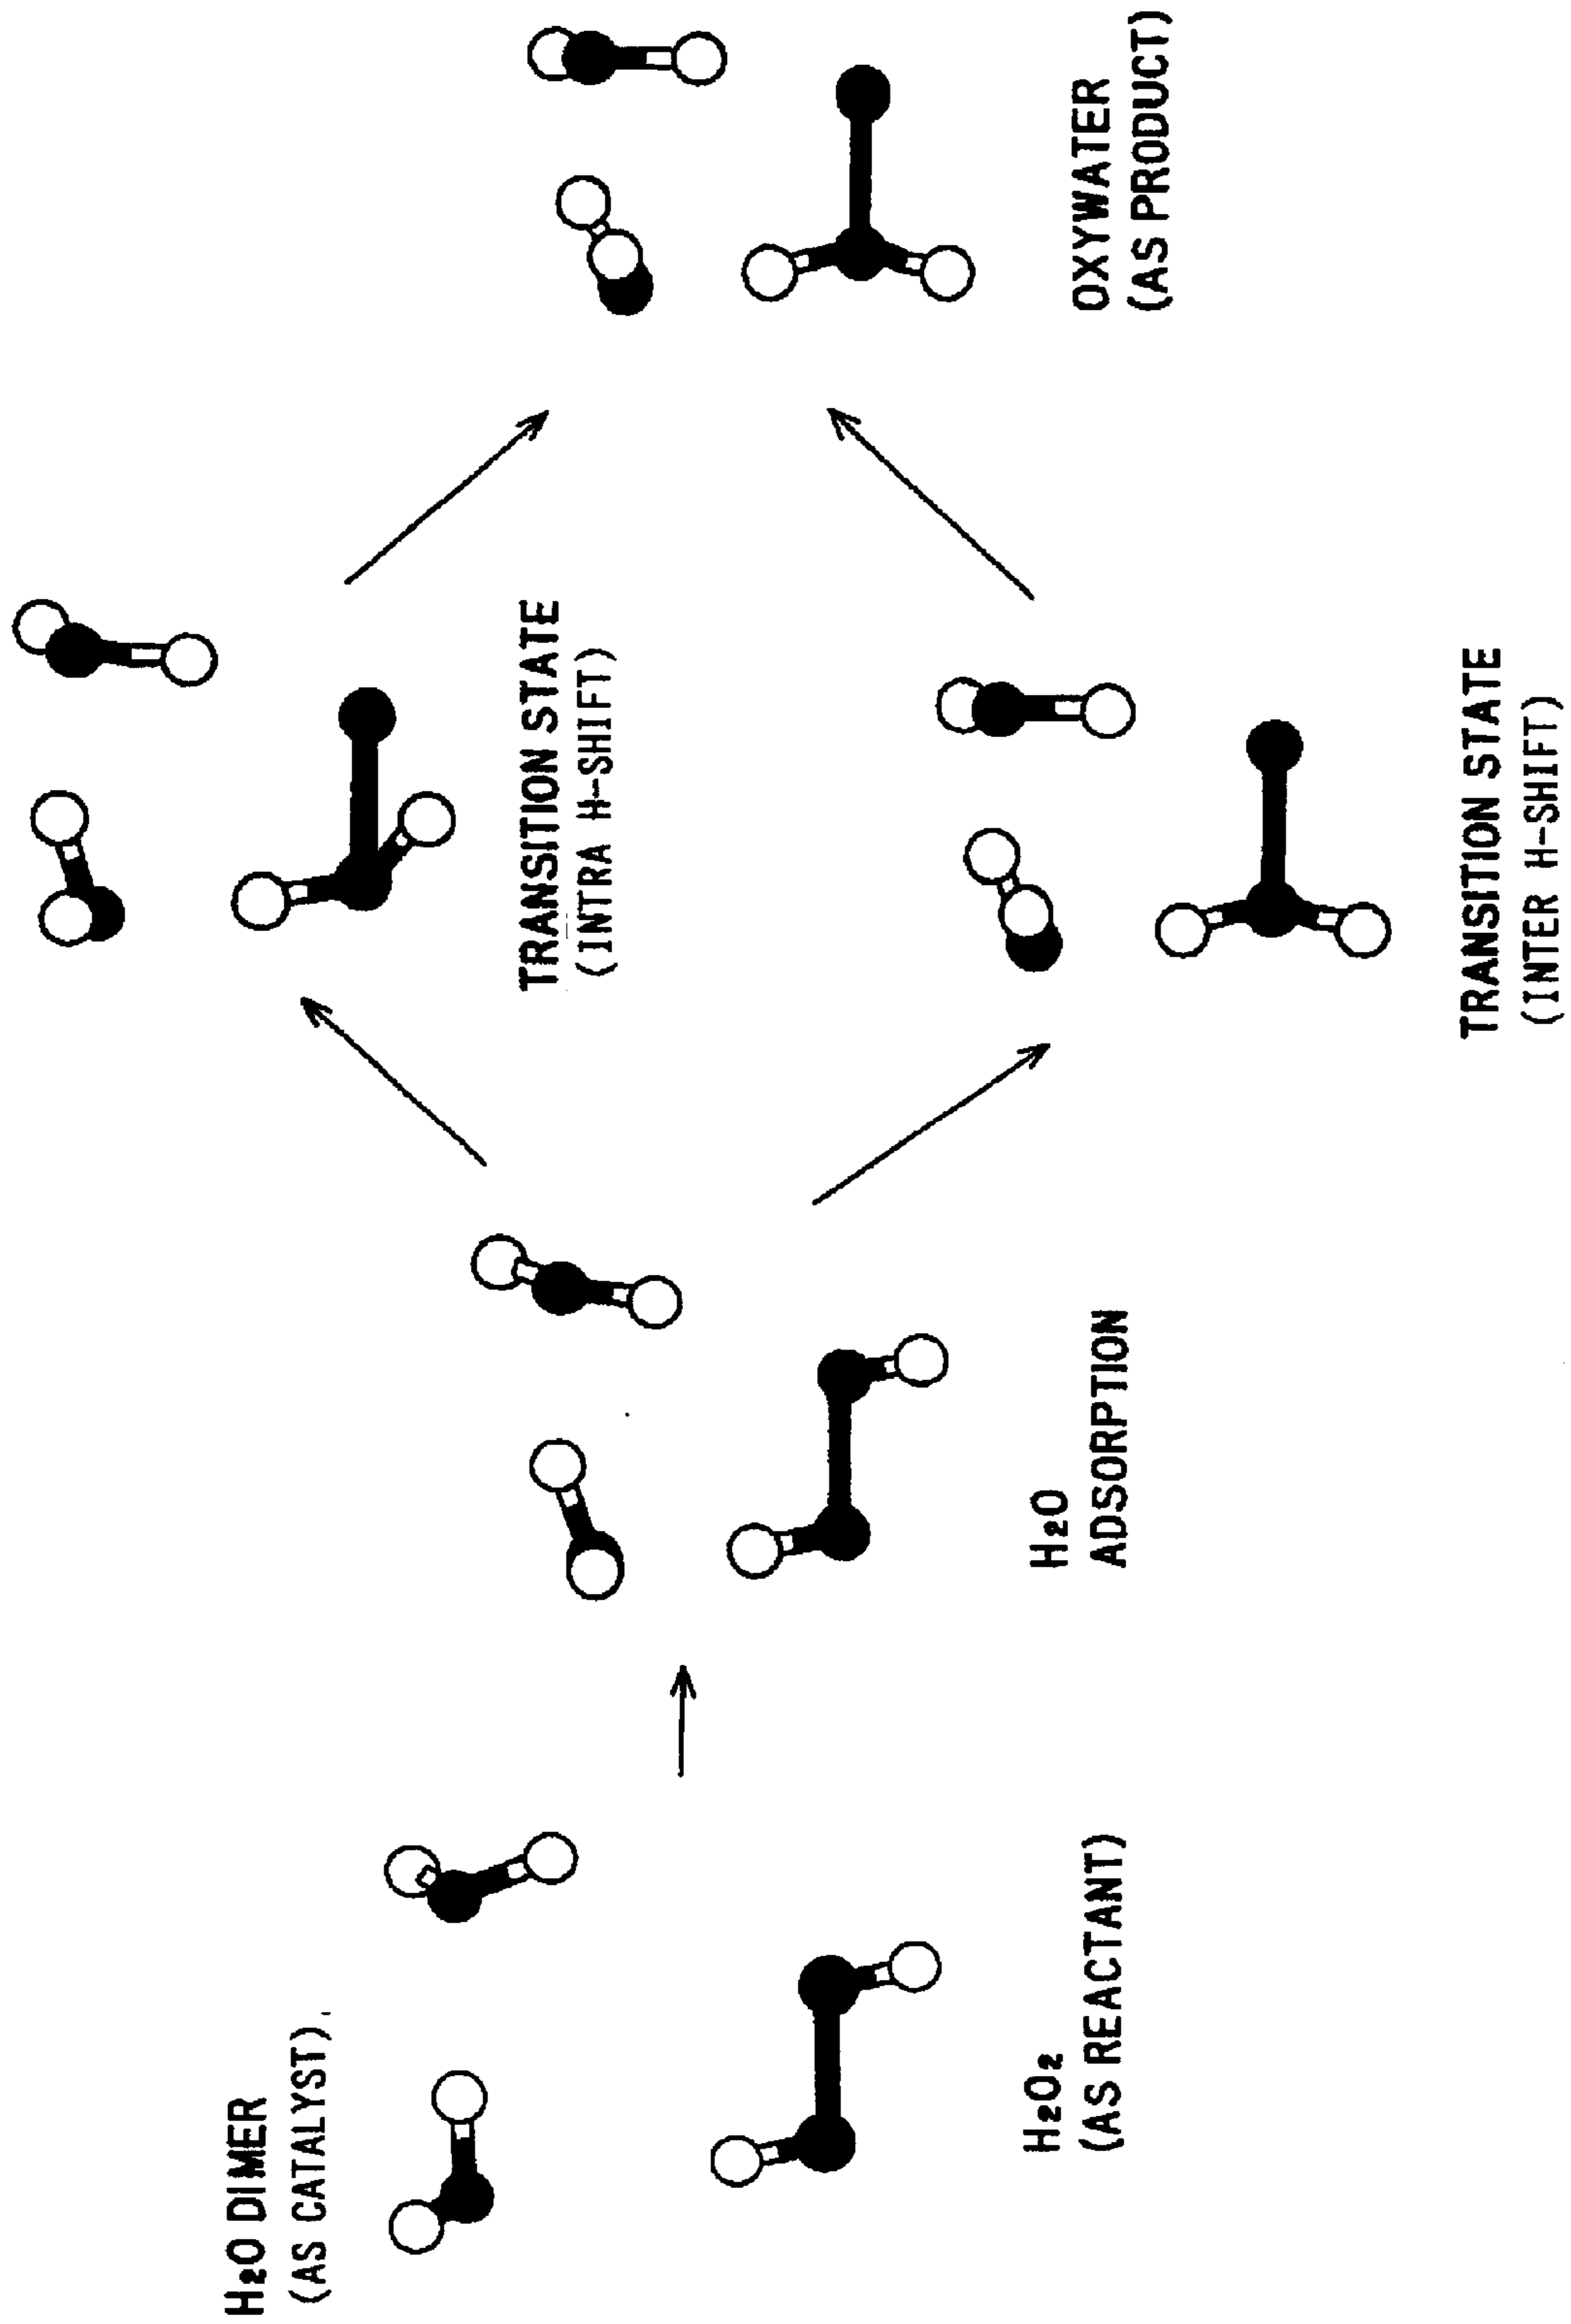 H₂O DIMER
(AS CATALYST)
H₂O₂
(AS REACTANT)
H₂O
ADSORPTION
TRANSITION STATE
(INTRA H-SHIFT)
TRANSITION STATE
(INTER H-SHIFT)
OXYWATER
(AS PRODUCT)